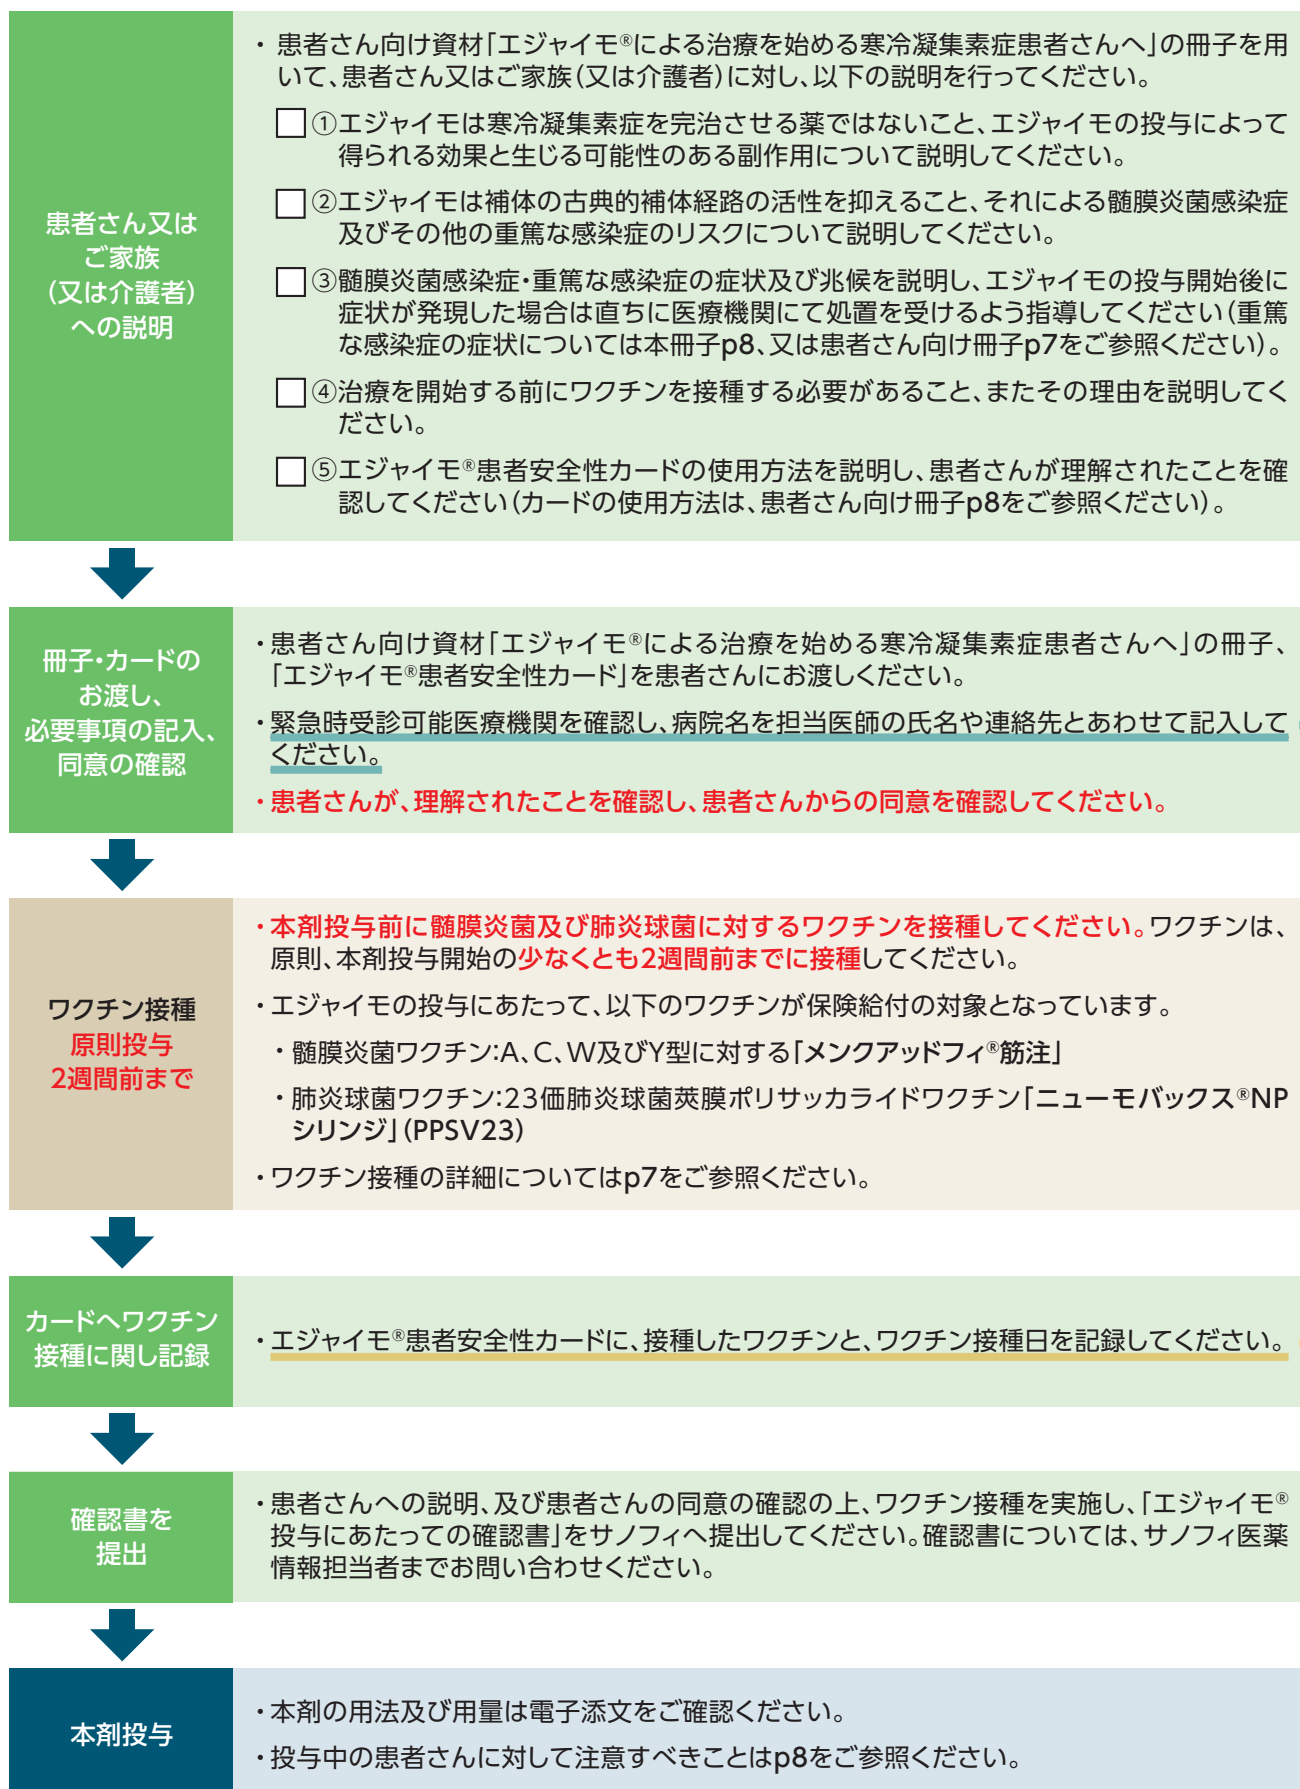 患者さん又は
ご家族
（又は介護者）
への説明
・患者さん向け資材「エジャイモ®による治療を始める寒冷凝集素症患者さんへ」の冊子を用
いて、患者さん又はご家族（又は介護者）に対し、以下の説明を行ってください。
①エジャイモは寒冷凝集素症を完治させる薬ではないこと、エジャイモの投与によって
得られる効果と生じる可能性のある副作用について説明してください。
②エジャイモは補体の古典的補体経路の活性を抑えること、それによる髄膜炎菌感染症
及びその他の重篤な感染症のリスクについて説明してください。
③髄膜炎菌感染症・重篤な感染症の症状及び兆候を説明し、エジャイモの投与開始後に
症状が発現した場合は直ちに医療機関にて処置を受けるよう指導してください（重篤
な感染症の症状については本冊子p8、又は患者さん向け冊子p7をご参照ください）。
④治療を開始する前にワクチンを接種する必要があること、またその理由を説明してく
ださい。
⑤エジャイモ®患者安全性カードの使用方法を説明し、患者さんが理解されたことを確
認してください（カードの使用方法は、患者さん向け冊子p8をご参照ください）。
冊子・カードの
お渡し、
必要事項の記入、
同意の確認
・患者さん向け資材「エジャイモ®による治療を始める寒冷凝集素症患者さんへ」の冊子、
「エジャイモ®患者安全性カード」を患者さんにお渡しください。
・緊急時受診可能医療機関を確認し、病院名を担当医師の氏名や連絡先とあわせて記入して
ください。
・患者さんが、理解されたことを確認し、患者さんからの同意を確認してください。
ワクチン接種
原則投与
2週間前まで
・本剤投与前に髄膜炎菌及び肺炎球菌に対するワクチンを接種してください。ワクチンは、
原則、本剤投与開始の少なくとも2週間前までに接種してください。
・エジャイモの投与にあたって、以下のワクチンが保険給付の対象となっています。
・髄膜炎菌ワクチン：A、C、W及びY型に対する「メンクアッドフィ®筋注」
・肺炎球菌ワクチン：23価肺炎球菌莢膜ポリサッカライドワクチン「ニューモバックス®NP
シリンジ」（PPSV23）
・ワクチン接種の詳細についてはp7をご参照ください。
カードへワクチン
接種に関し記録
・エジャイモ®患者安全性カードに、接種したワクチンと、ワクチン接種日を記録してください。
確認書を
提出
・患者さんへの説明、及び患者さんの同意の確認の上、ワクチン接種を実施し、「エジャイモ®
投与にあたっての確認書」をサノフィへ提出してください。確認書については、サノフィ医薬
情報担当者までお問い合わせください。
本剤投与
・本剤の用法及び用量は電子添文をご確認ください。
・投与中の患者さんに対して注意すべきことはp8をご参照ください。